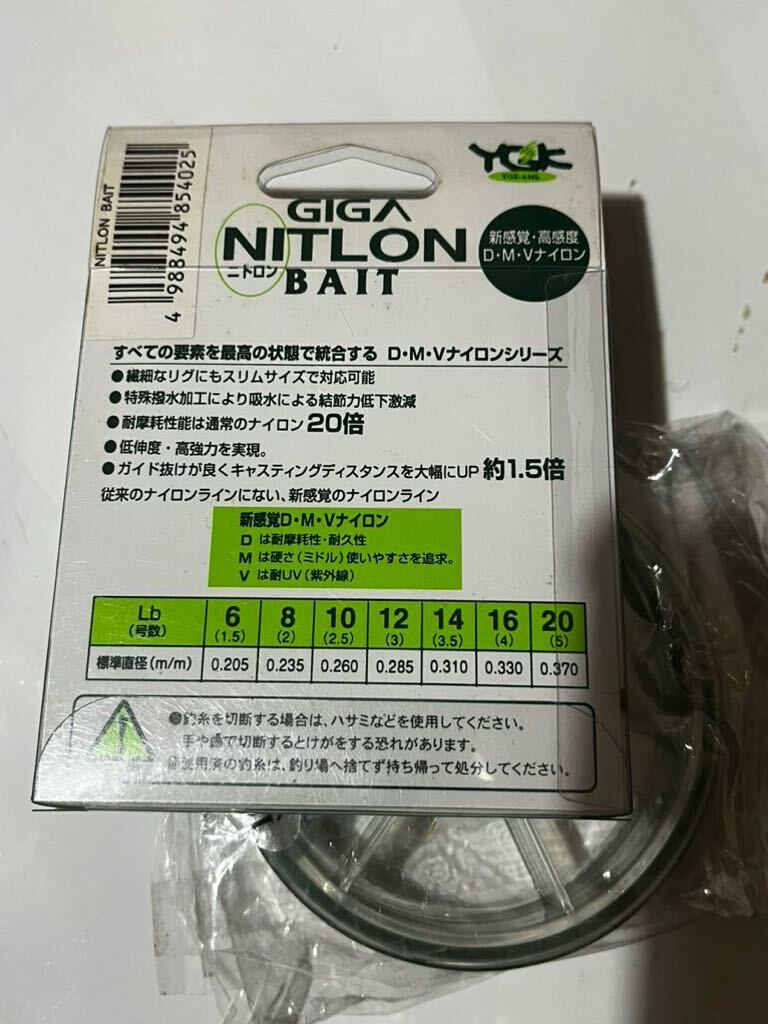 NITLON BAIT
4 988494 854025
YGK
YOZ-AMI
GIGA
NITLON
ニトロン
BAIT
新感覚・高感度
D・M・Vナイロン
すべての要素を最高の状態で統合する D・M・Vナイロンシリーズ
●繊細なリグにもスリムサイズで対応可能
●特殊撥水加工により吸水による結節力低下激減
●耐摩耗性能は通常のナイロン20倍
●低伸度・高強力を実現。
●ガイド抜けが良くキャスティングディスタンスを大幅にUP 約1.5倍
従来のナイロンラインにない、新感覚のナイロンライン
新感覚D・M・Vナイロン
D は耐摩耗性・耐久性
M は硬さ(ミドル)使いやすさを追求。
V は耐UV(紫外線)
Lb (号数) 6 (1.5) 8 (2) 10 (2.5) 12 (3) 14 (3.5) 16 (4) 20 (5)
標準直径(m/m) 0.205 0.235 0.260 0.285 0.310 0.330 0.370
●釣糸を切断する場合は、ハサミなどを使用してください。
手や歯で切断するとけがをする恐れがあります。
●使用済の釣糸は、釣り場へ捨てず持ち帰って処分してください。